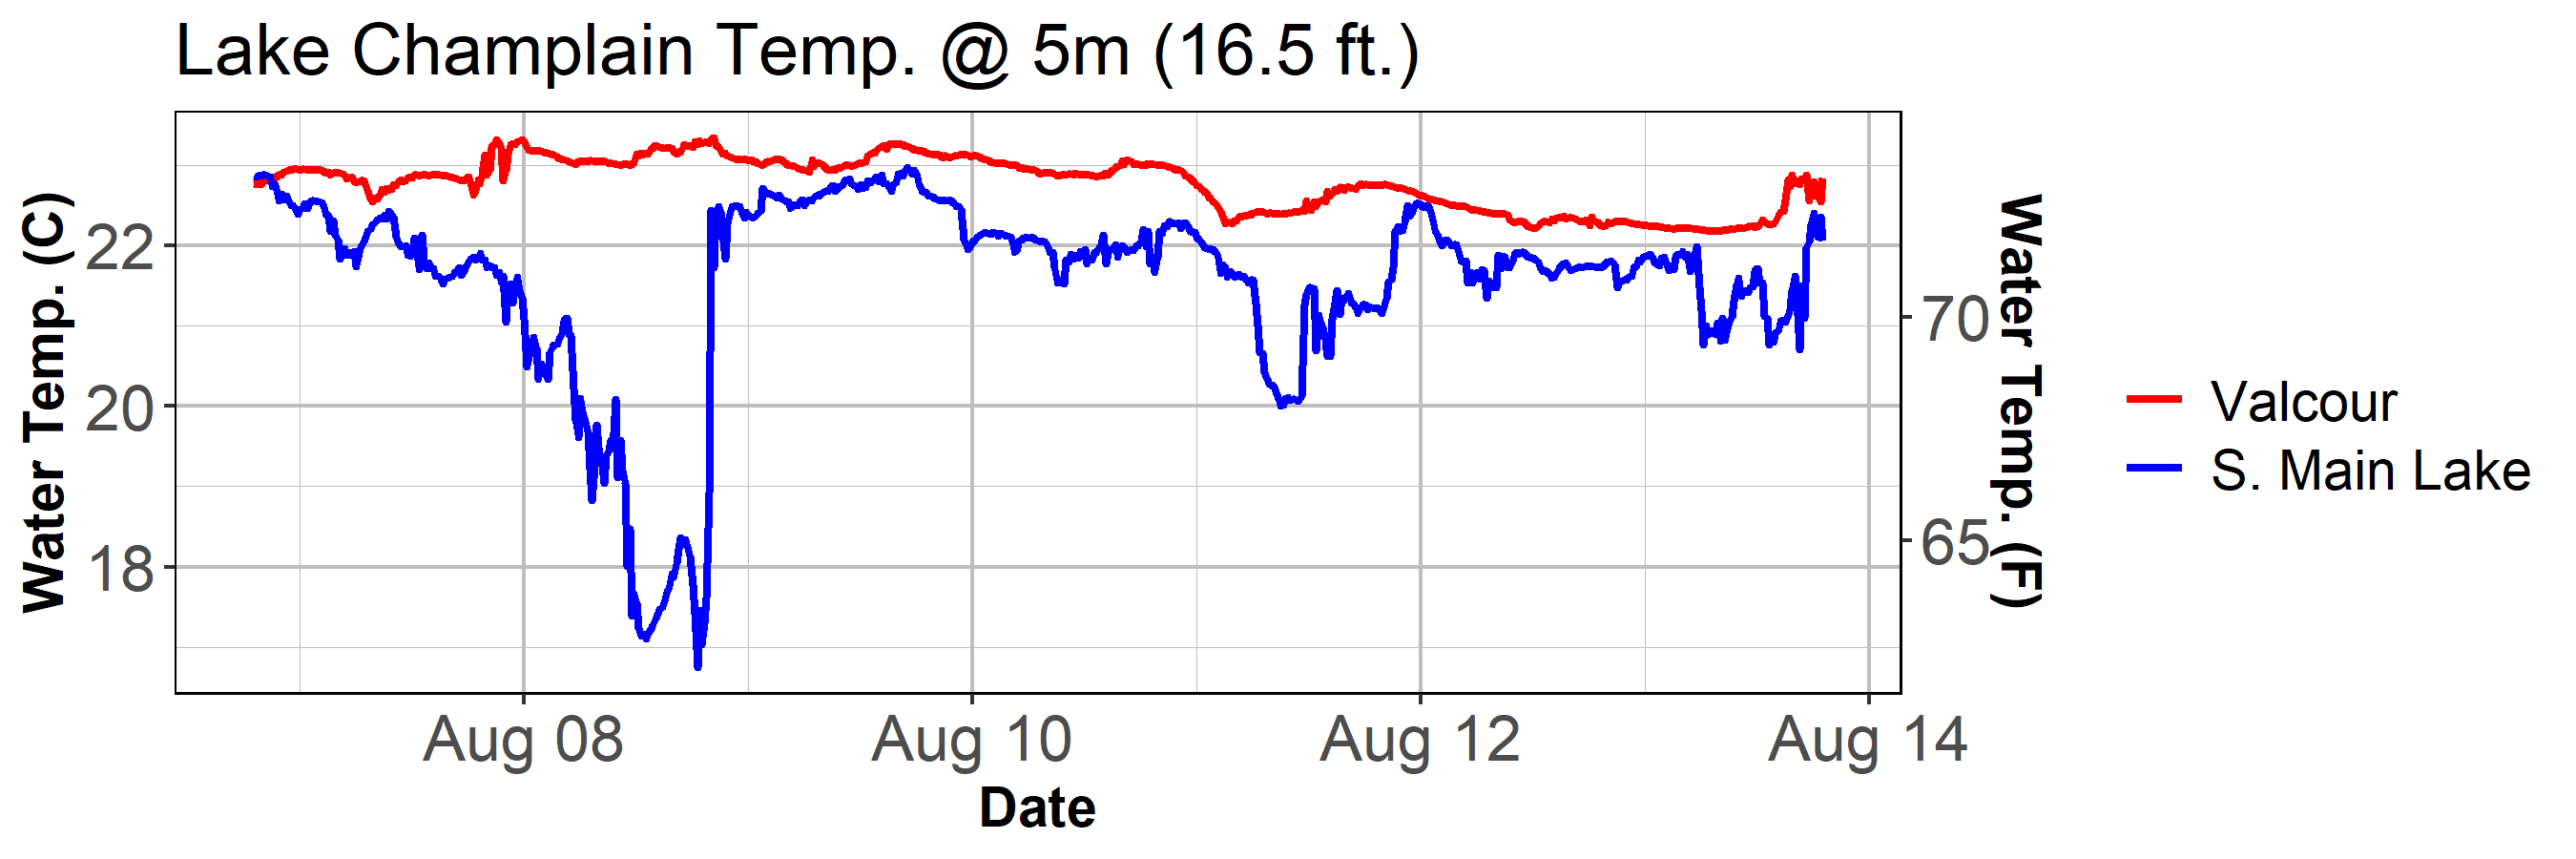 Lake Champlain Temp. @ 5m (16.5 ft.)
Water Temp. (C)
22
20
18
70
65
Water Temp. (F)
Aug 08
Aug 10
Aug 12
Aug 14
Date
Valcour
S. Main Lake